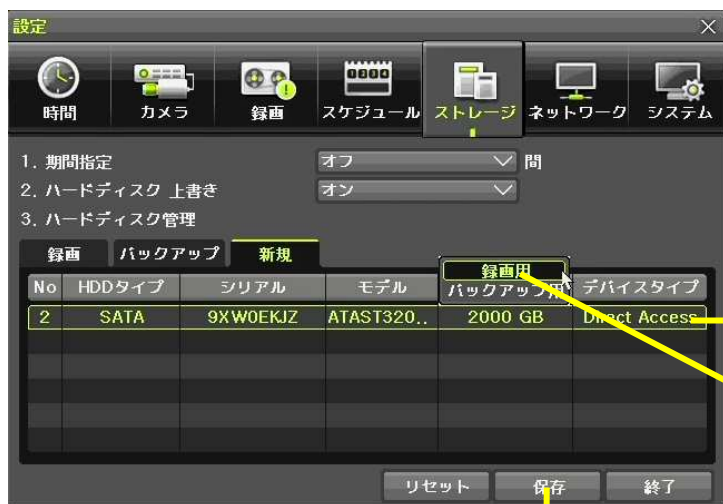 設定
時間 カメラ 録画 スケジュール ストレージ ネットワーク システム
1. 期間指定 オフ 間
2. ハードディスク 上書き オン
3. ハードディスク管理
録画 バックアップ 新規
録画用
No HDDタイプ シリアル モデル バックアップ用 デバイスタイプ
2 SATA 9XW0EKJZ ATAST320.. 2000 GB Direct Access
リセット 保存 終了